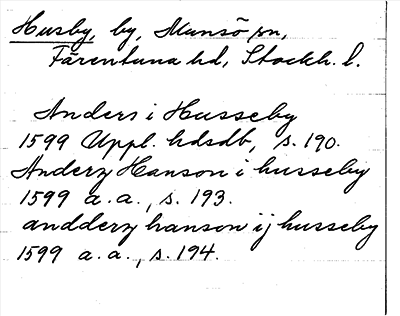 Husby, by, Munsö sn,
Färentuna hd, Stockh. l.
Anders i Husseby
1599 Uppl. hdsdb, s. 190.
Anderz Hanson i husseby
1599 a. a., s. 193.
andderz hanson ij husseby
1599 a. a., s. 194.